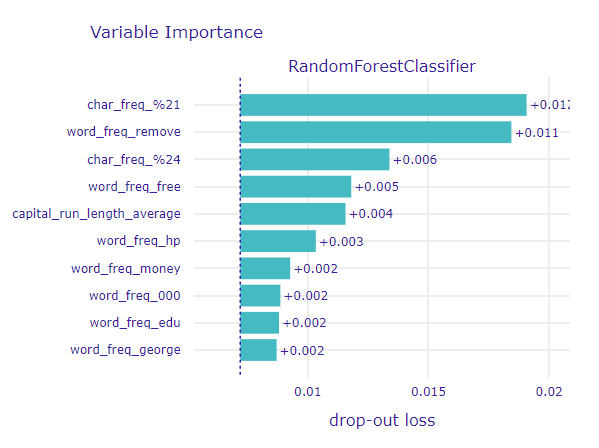 Variable Importance
RandomForestClassifier
char_freq_%21 +0.012
word_freq_remove +0.011
char_freq_%24 +0.006
word_freq_free +0.005
capital_run_length_average +0.004
word_freq_hp +0.003
word_freq_money +0.002
word_freq_000 +0.002
word_freq_edu +0.002
word_freq_george +0.002
0.01 0.015 0.02
drop-out loss